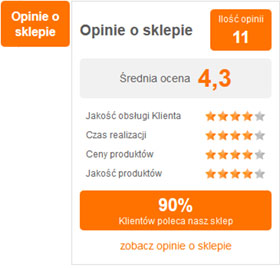 Opinie o
sklepie
Opinie o sklepie
Ilość opinii
11
Średnia ocena 4,3
Jakość obsługi Klienta
Czas realizacji
Ceny produktów
Jakość produktów
90%
Klientów poleca nasz sklep
zobacz opinie o sklepie